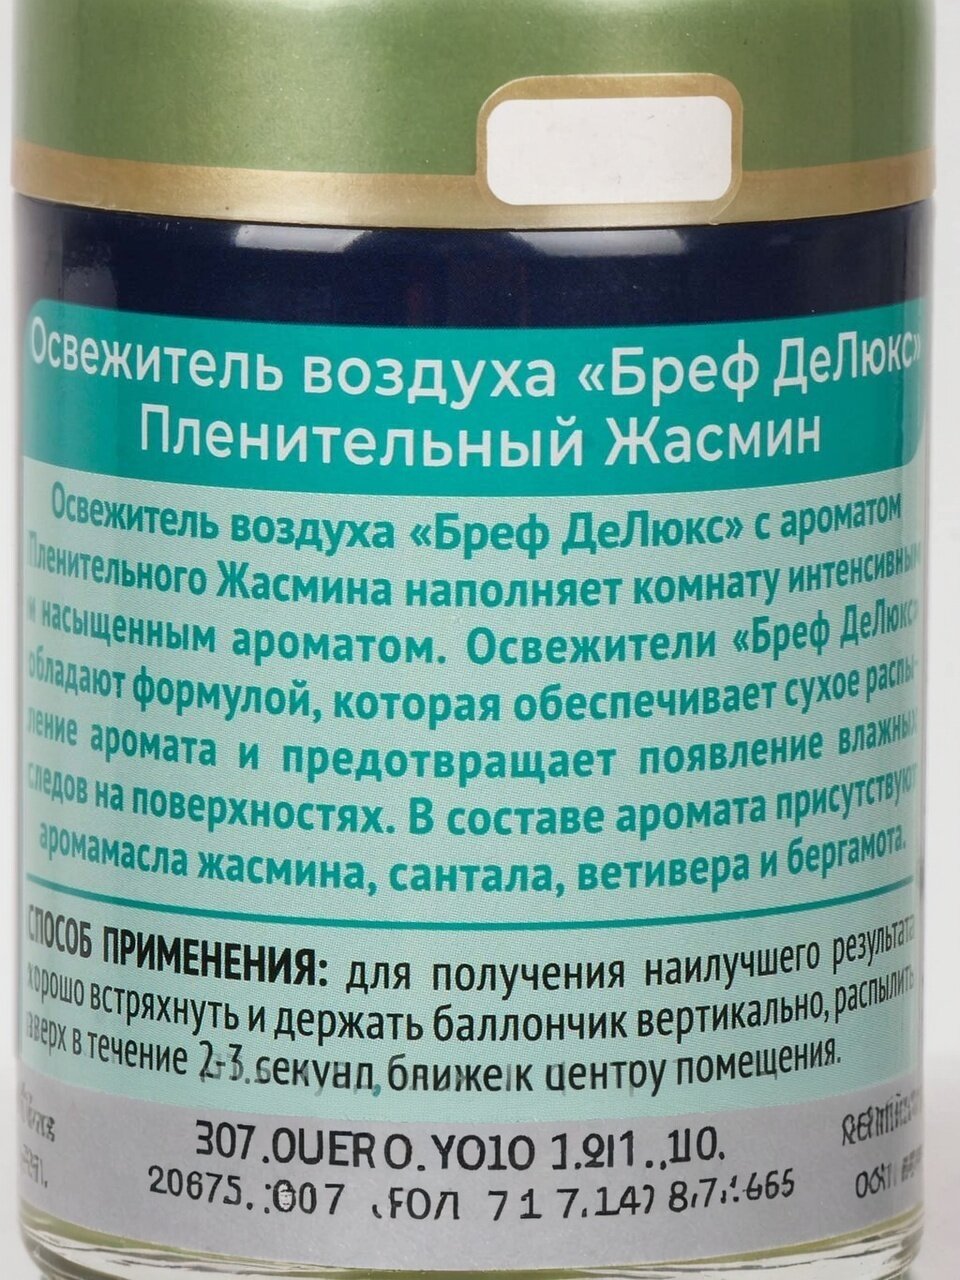 Освежитель воздуха «Бреф ДеЛюкс»
Пленительный Жасмин
Освежитель воздуха «Бреф ДеЛюкс» с ароматом
Пленительного Жасмина наполняет комнату интенсивным
и насыщенным ароматом. Освежители «Бреф ДеЛюкс»
обладают формулой, которая обеспечивает сухое распы-
ление аромата и предотвращает появление влажных
следов на поверхностях. В составе аромата присутствуют
аромамасла жасмина, сантала, ветивера и бергамота.
СПОСОБ ПРИМЕНЕНИЯ: для получения наилучшего результата
хорошо встряхнуть и держать баллончик вертикально, распылить
вверх в течение 2-3 секунд, ближе к центру помещения.